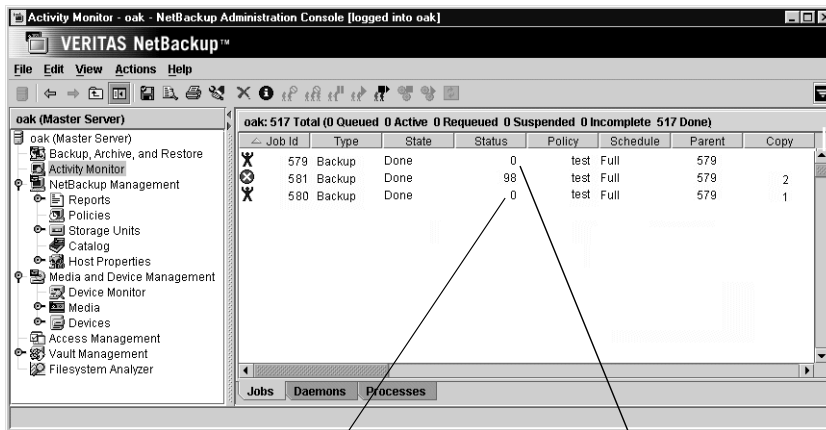 Activity Monitor - oak - NetBackup Administration Console [logged into oak]
VERITAS NetBackup™
File Edit View Actions Help
oak (Master Server)
oak (Master Server)
Backup, Archive, and Restore
Activity Monitor
NetBackup Management
Reports
Policies
Storage Units
Catalog
Host Properties
Media and Device Management
Device Monitor
Media
Devices
Access Management
Vault Management
Filesystem Analyzer
oak: 517 Total (0 Queued 0 Active 0 Requeued 0 Suspended 0 Incomplete 517 Done)
Job Id Type State Status Policy Schedule Parent Copy
579 Backup Done 0 test Full 579
581 Backup Done 98 test Full 579 2
580 Backup Done 0 test Full 579 1
Jobs Daemons Processes